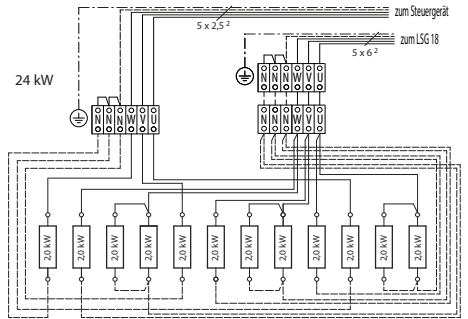 zum Steuergerät
5 x 2,5 ²
zum LSG 18
5 x 6 ²
24 kW
N N N W V U
N N N W V U
N N N W V U
2,0 kW 2,0 kW 2,0 kW 2,0 kW 2,0 kW 2,0 kW 2,0 kW 2,0 kW 2,0 kW 2,0 kW 2,0 kW 2,0 kW